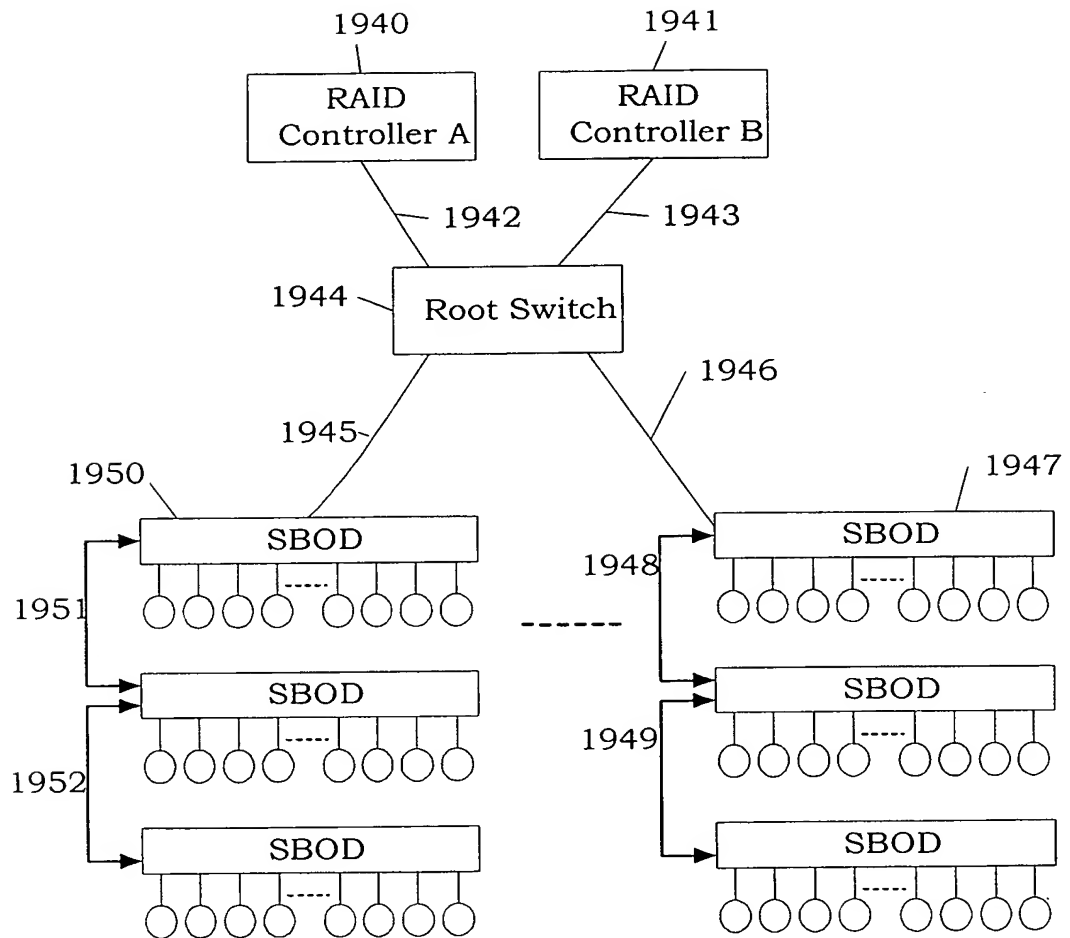 1940
1941
RAID
Controller A
RAID
Controller B
1942
1943
1944
Root Switch
1945
1946
1950
1947
SBOD
SBOD
1951
1948
SBOD
SBOD
1952
1949
SBOD
SBOD